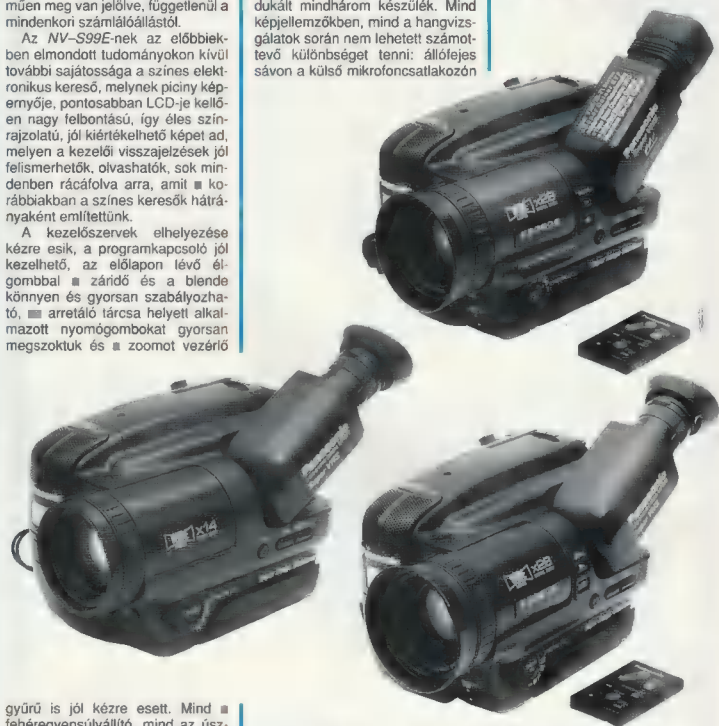 műen meg van jelölve, függetlenül a
mindenkori számlálóállástól.
Az NV–S99E-nek az előbbiek-
ben elmondott tudományokon kívül
további sajátossága a színes elekt-
ronikus kereső, melynek piciny kép-
ernyője, pontosabban LCD-je kellő-
en nagy felbontású, így éles szín-
rajzolatú, jól kiértékelhető képet ad,
melyen a kezelői visszajelzések jól
felismerhetők, olvashatók, sok min-
denben rácáfolva arra, amit ko-
rábbiakban a színes keresők hátrá-
nyaként említettünk.
A kezelőszervek elhelyezése
kézre esik, a programkapcsoló jól
kezelhető, az előlapon lévő él-
gombbal záridő és a blende
könnyen és gyorsan szabályozha-
tó, arretáló tárcsa helyett alkal-
mazott nyomógombokat gyorsan
megszoktuk és zoomot vezérlő
gyűrű is jól kézre esett. Mind
fehéregyensúlyállító, mind az úsz-
dukált mindhárom készülék. Mind
képjellemzőkben, mind a hangvizs-
gálatok során nem lehetett számot-
tevő különbséget tenni: állófejes
sávon a külső mikrofoncsatlakozón
x28
x14
x28